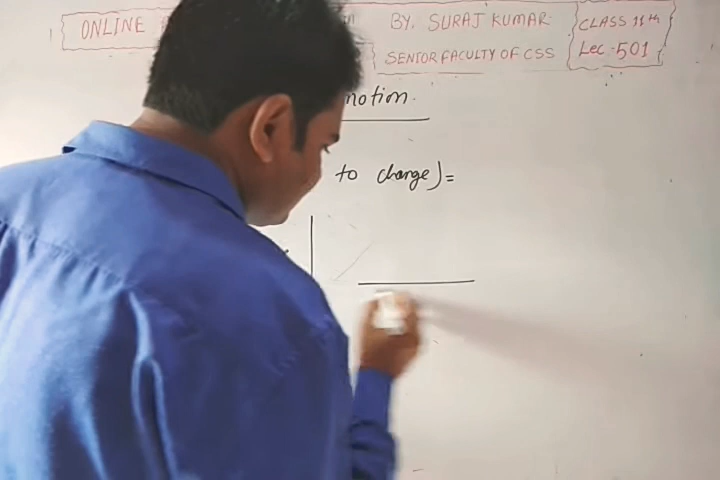 ONLINE
BY. SURAJ KUMAR
SENIOR FACULTY OF CSS
CLASS 11th
Lec-501
motion.
to change)=